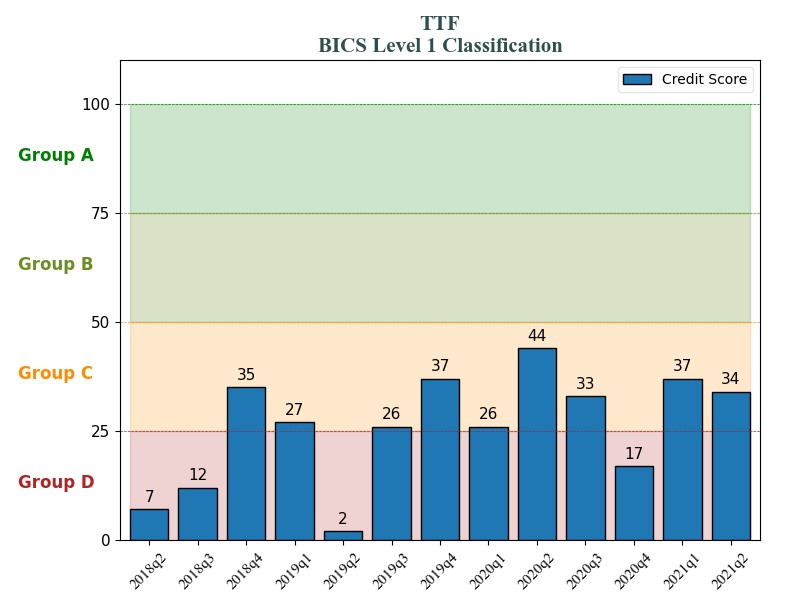 TTF
BICS Level 1 Classification
Credit Score
100
Group A
75
Group B
50
Group C
25
Group D
0
7
12
35
27
2
26
37
26
44
33
17
37
34
2018q2
2018q3
2018q4
2019q1
2019q2
2019q3
2019q4
2020q1
2020q2
2020q3
2020q4
2021q1
2021q2